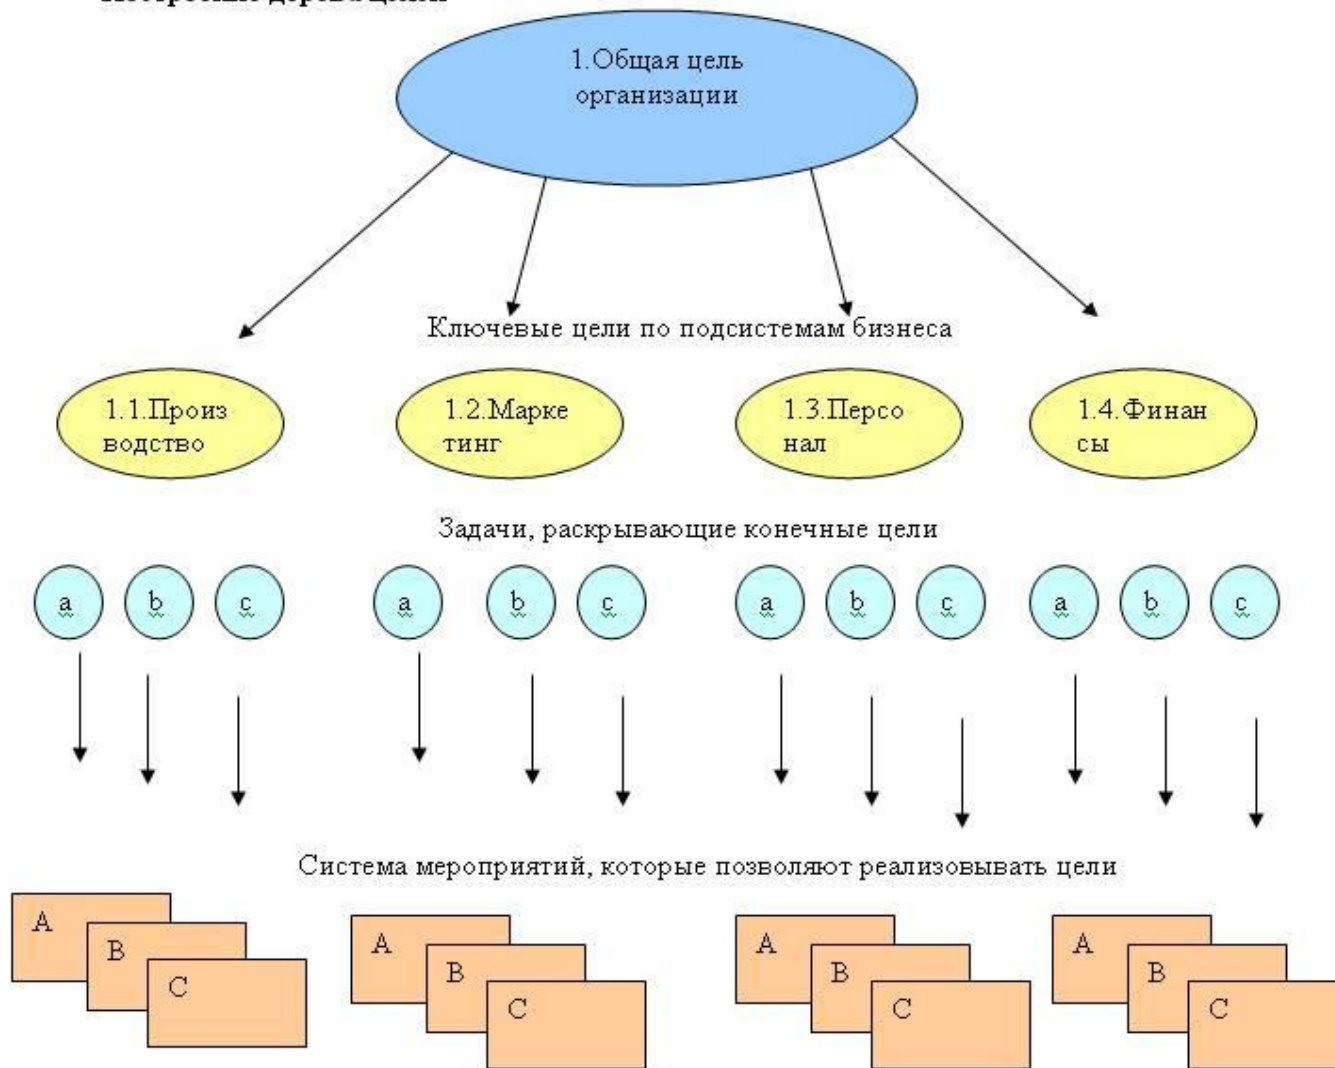 1.Общая цель
организации
Ключевые цели по подсистемам бизнеса
1.1.Произ
водство
1.2.Марке
тинг
1.3.Персо
нал
1.4.Финан
сы
Задачи, раскрывающие конечные цели
a b c a b c a b c a b c
Система мероприятий, которые позволяют реализовывать цели
A
B
C
A
B
C
A
B
C
A
B
C